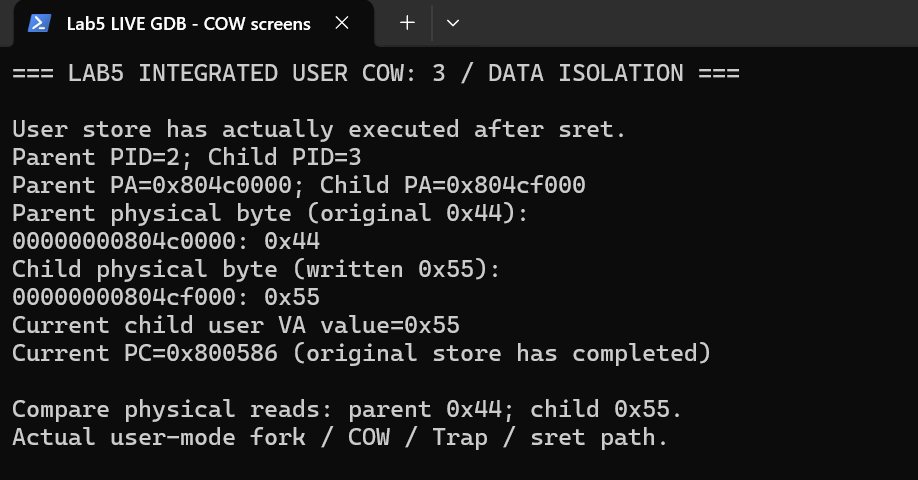 Lab5 LIVE GDB - COW screens
=== LAB5 INTEGRATED USER COW: 3 / DATA ISOLATION ===
User store has actually executed after sret.
Parent PID=2; Child PID=3
Parent PA=0x804c0000; Child PA=0x804cf000
Parent physical byte (original 0x44):
00000000804c0000: 0x44
Child physical byte (written 0x55):
00000000804cf000: 0x55
Current child user VA value=0x55
Current PC=0x800586 (original store has completed)
Compare physical reads: parent 0x44; child 0x55.
Actual user-mode fork / COW / Trap / sret path.